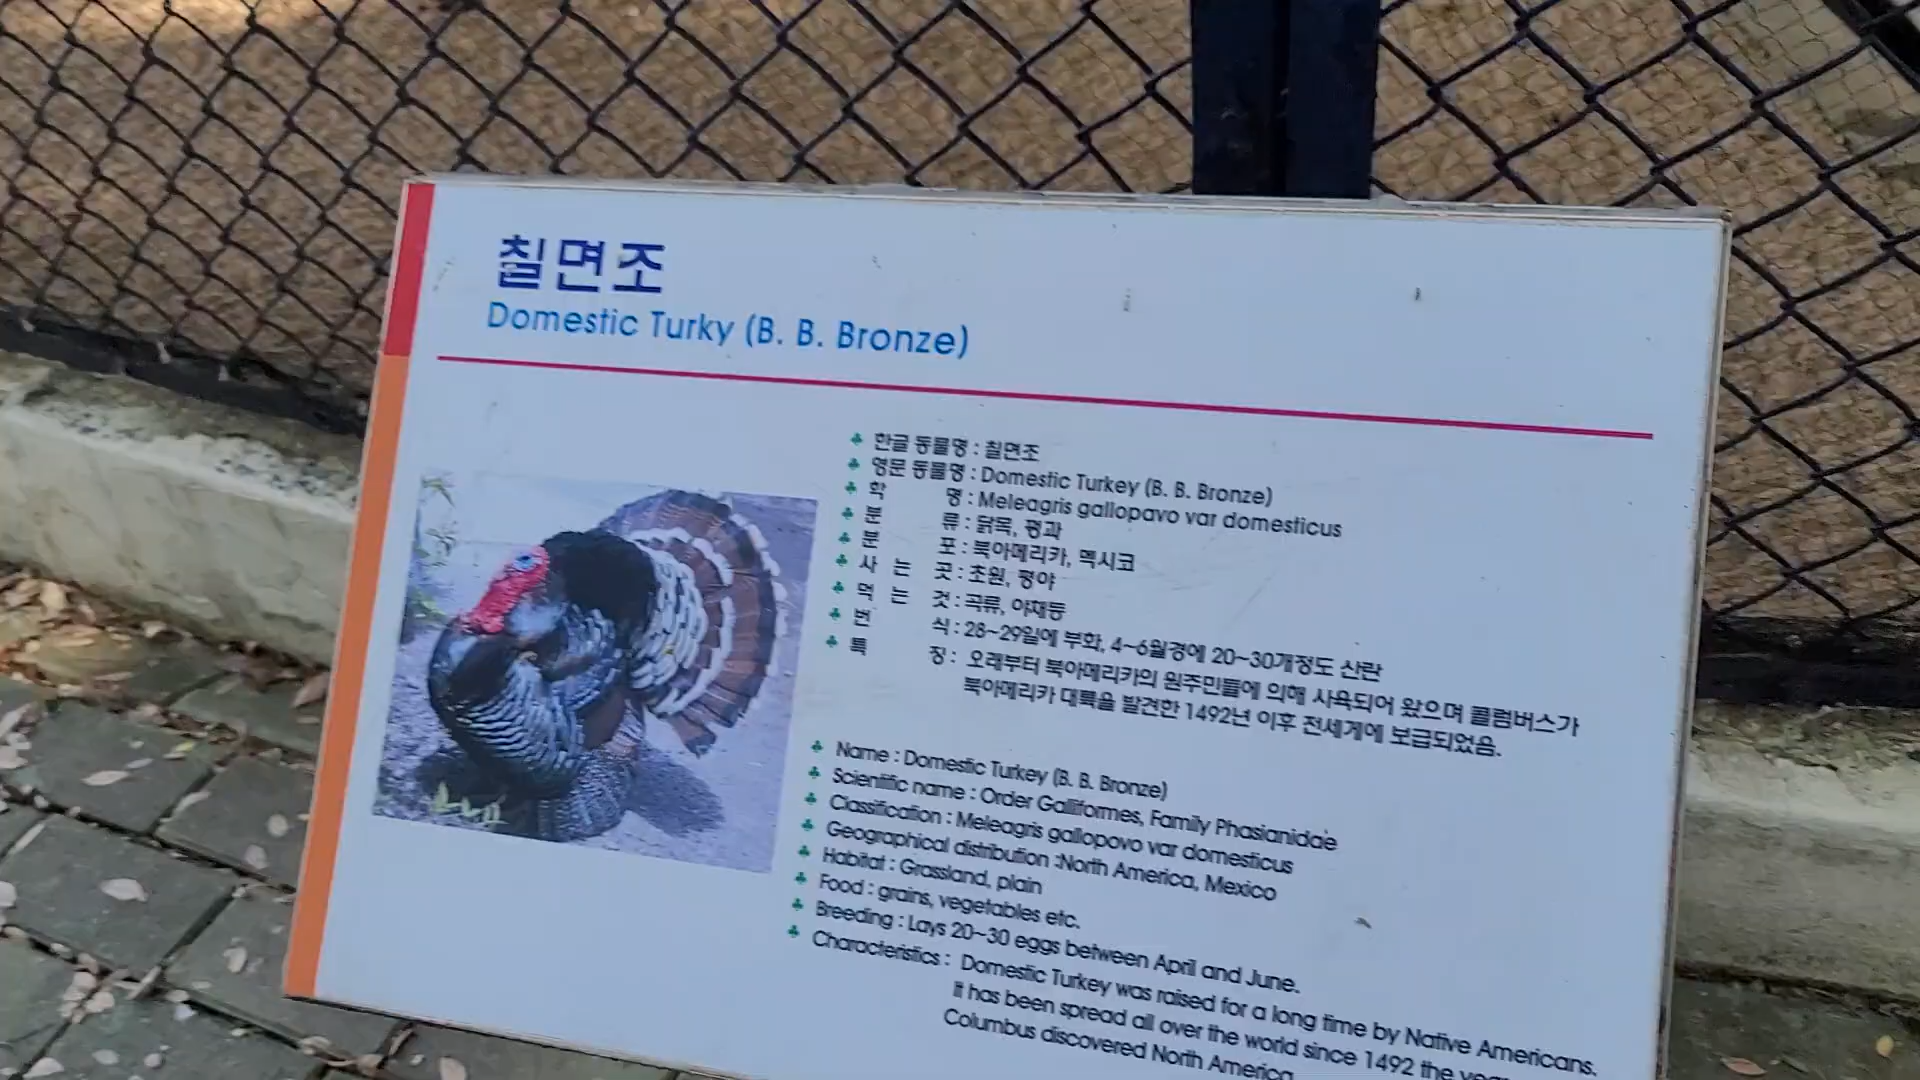 칠면조
Domestic Turky (B. B. Bronze)
한글 동물명 : 칠면조
영문 동물명 : Domestic Turkey (B. B. Bronze)
학 명 : Meleagris gallopavo var domesticus
분 류 : 닭목, 꿩과
분 포 : 북아메리카, 멕시코
사 는 곳 : 초원, 평야
먹 는 것 : 곡류, 야채등
번 식 : 28~29일에 부화, 4~6월경에 20~30개정도 산란
특 징 : 오래부터 북아메리카의 원주민들에 의해 사육되어 왔으며 콜럼버스가
북아메리카 대륙을 발견한 1492년 이후 전세계에 보급되었음.
Name : Domestic Turkey (B. B. Bronze)
Scientific name : Order Galliformes, Family Phasianidae
Classification : Meleagris gallopovo var domesticus
Geographical distribution :North America, Mexico
Habitat : Grassland, plain
Food : grains, vegetables etc.
Breeding : Lays 20~30 eggs between April and June.
Characteristics : Domestic Turkey was raised for a long time by Native Americans.
It has been spread all over the world since 1492 the
Columbus discovered North America